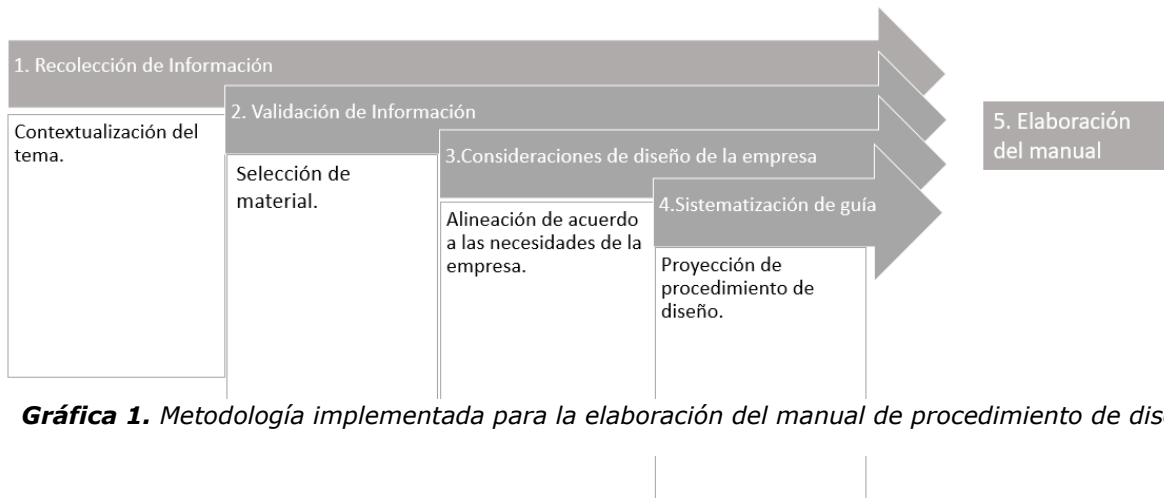 1. Recolección de Información
Contextualización del
tema.
2. Validación de Información
Selección de
material.
3.Consideraciones de diseño de la empresa
Alineación de acuerdo
a las necesidades de la
empresa.
4.Sistematización de guía
Proyección de
procedimiento de
diseño.
5. Elaboración
del manual
Gráfica 1. Metodología implementada para la elaboración del manual de procedimiento de